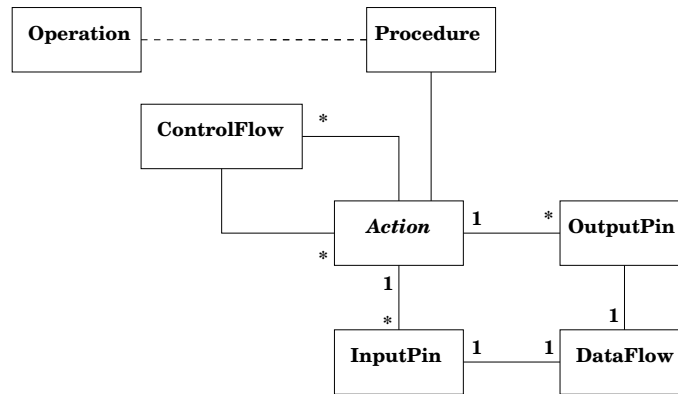 Operation
Procedure
*
ControlFlow
Action
1
*
OutputPin
*
1
1
*
1
1
InputPin
DataFlow